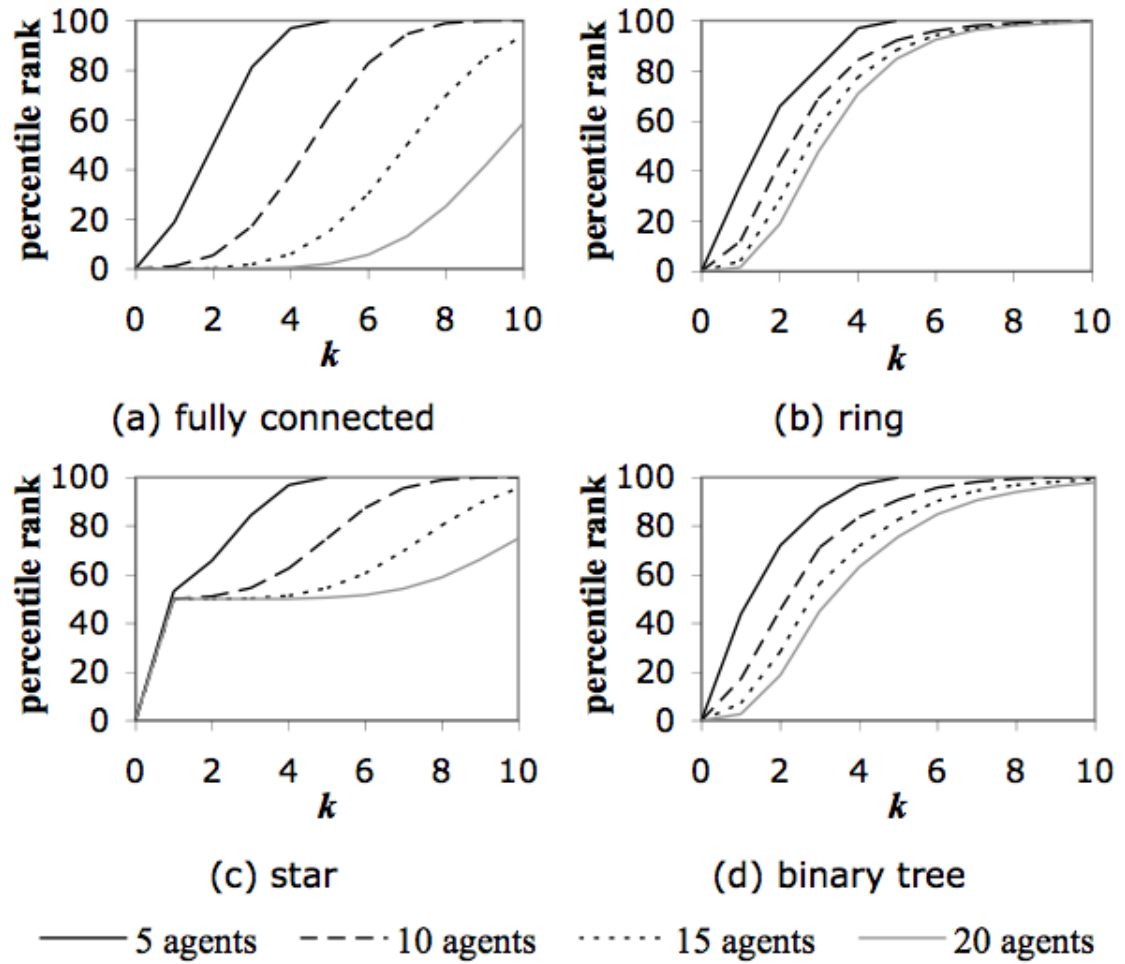 percentile rank
100
80
60
40
20
0
0 2 4 6 8 10
k
(a) fully connected
percentile rank
100
80
60
40
20
0
0 2 4 6 8 10
k
(b) ring
percentile rank
100
80
60
40
20
0
0 2 4 6 8 10
k
(c) star
percentile rank
100
80
60
40
20
0
0 2 4 6 8 10
k
(d) binary tree
5 agents 10 agents 15 agents 20 agents